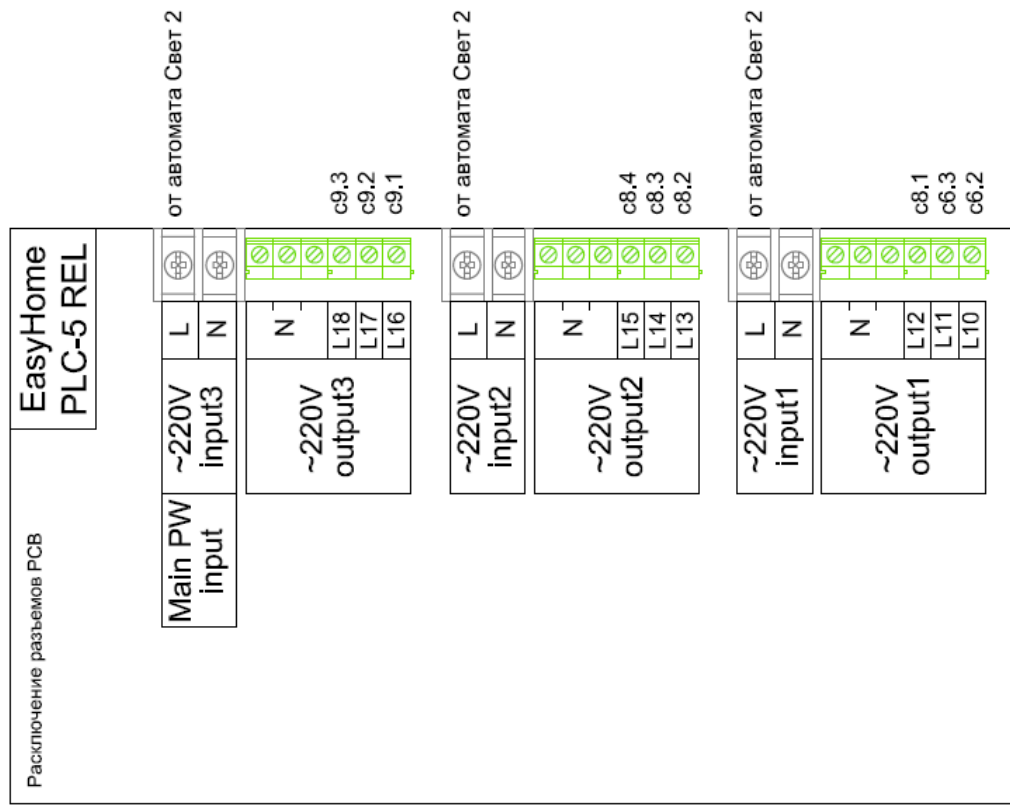 EasyHome
PLC-5 REL
Расключение разъемов PCB
от автомата Свет 2
Main PW
input
~220V
input3
L
N
~220V
output3
N
L18
L17
L16
c9.3
c9.2
c9.1
от автомата Свет 2
~220V
input2
L
N
~220V
output2
N
L15
L14
L13
c8.4
c8.3
c8.2
от автомата Свет 2
~220V
input1
L
N
~220V
output1
N
L12
L11
L10
c8.1
c6.3
c6.2